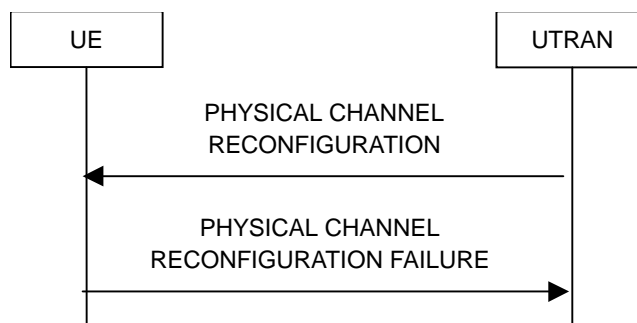 UE
UTRAN
PHYSICAL CHANNEL
RECONFIGURATION
PHYSICAL CHANNEL
RECONFIGURATION FAILURE